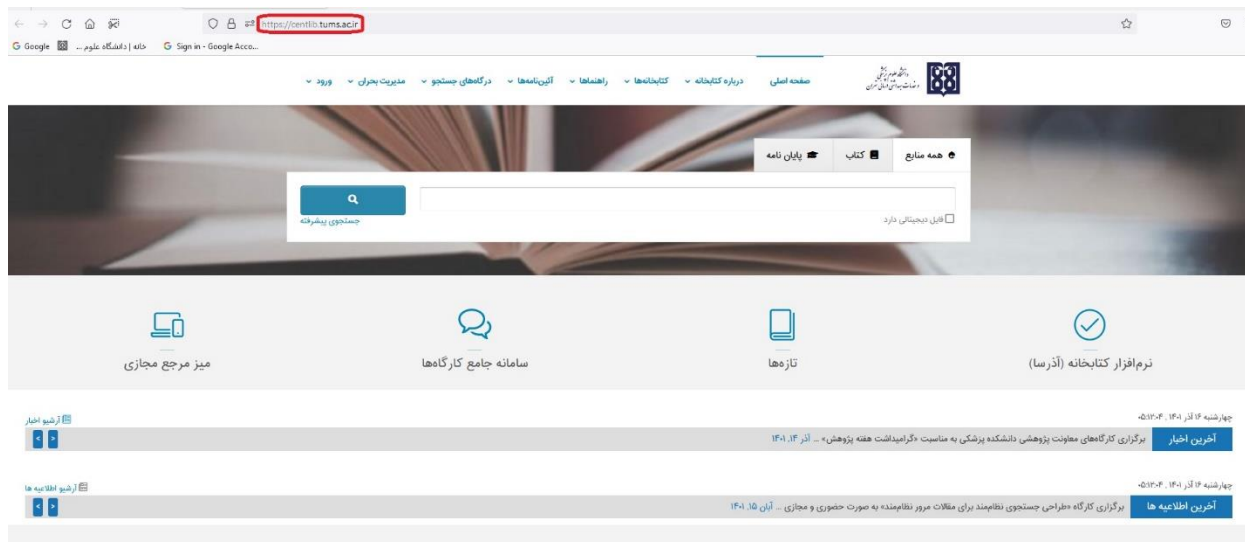 https://centlib.tums.ac.ir
G Google خانه | دانشگاه علوم ... G Sign in - Google Acco...
صفحه اصلی درباره کتابخانه کتابخانه‌ها راهنماها آئین‌نامه‌ها درگاه‌های جستجو مدیریت بحران ورود
همه منابع کتاب پایان نامه
فایل دیجیتالی دارد
جستجوی پیشرفته
نرم‌افزار کتابخانه (آذرسا) تازه‌ها سامانه جامع کارگاه‌ها میز مرجع مجازی
چهارشنبه ۱۶ آذر ۱۴۰۱
آرشیو اخبار
آخرین اخبار برگزاری کارگاه‌های معاونت پژوهشی دانشکده پزشکی به مناسبت «گرامیداشت هفته پژوهش» ... آذر ۱۴, ۱۴۰۱
چهارشنبه ۱۶ آذر ۱۴۰۱
آرشیو اطلاعیه ها
آخرین اطلاعیه ها برگزاری کارگاه «طراحی جستجوی نظام‌مند برای مقالات مرور نظام‌مند» به صورت حضوری و مجازی ... آبان ۱۵, ۱۴۰۱